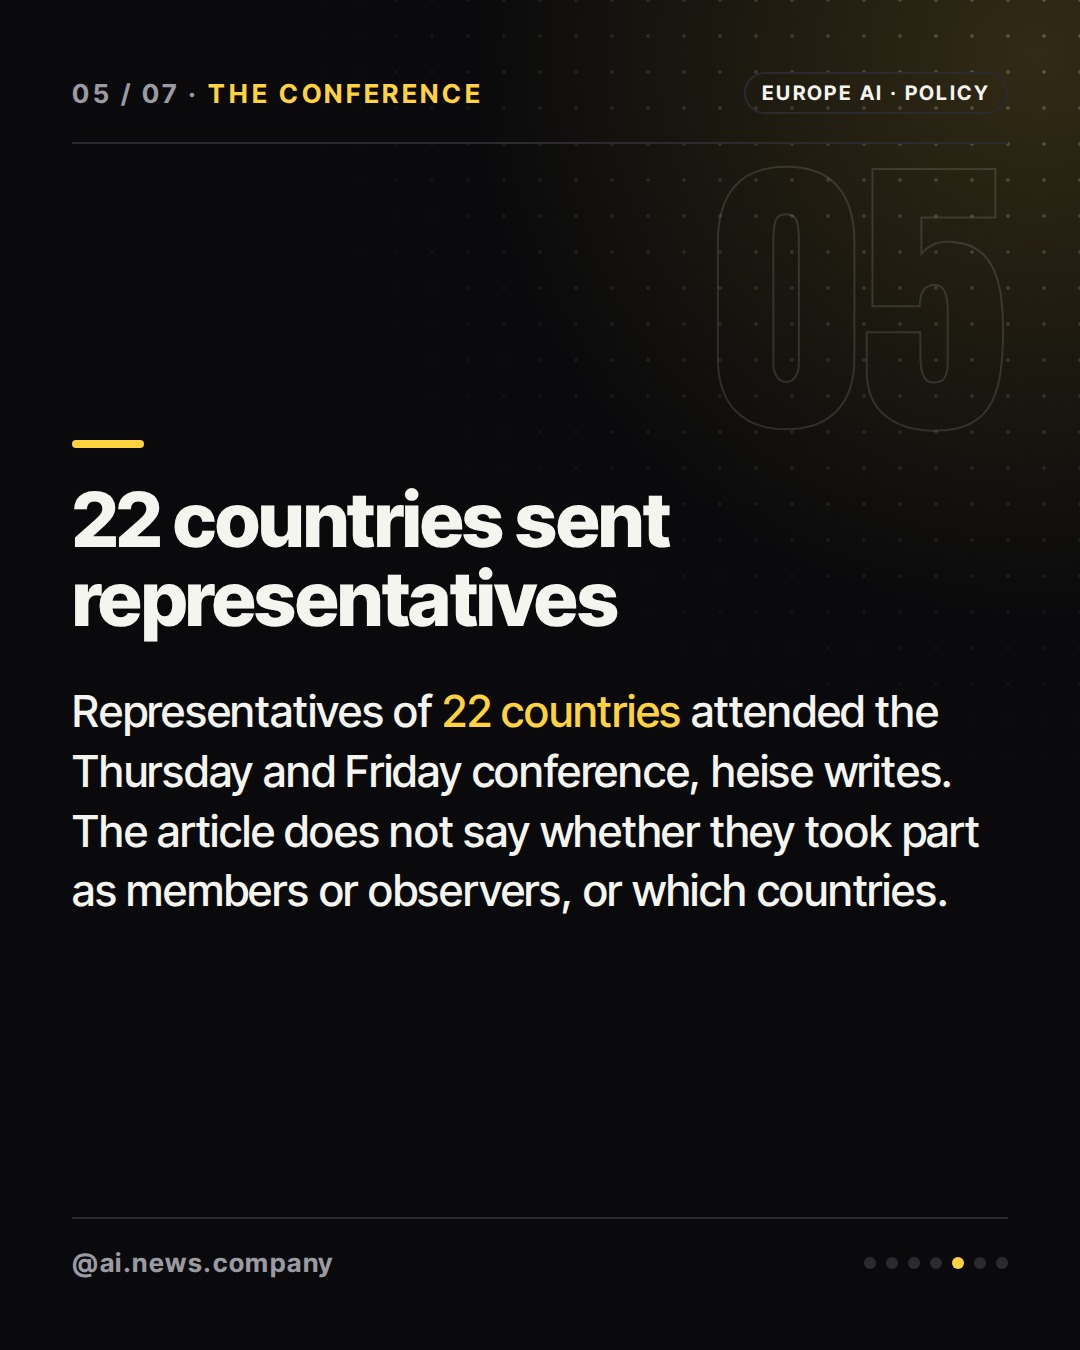 05 / 07 · THE CONFERENCE
EUROPE AI · POLICY
05
22 countries sent
representatives
Representatives of 22 countries attended the
Thursday and Friday conference, heise writes.
The article does not say whether they took part
as members or observers, or which countries.
@ai.news.company